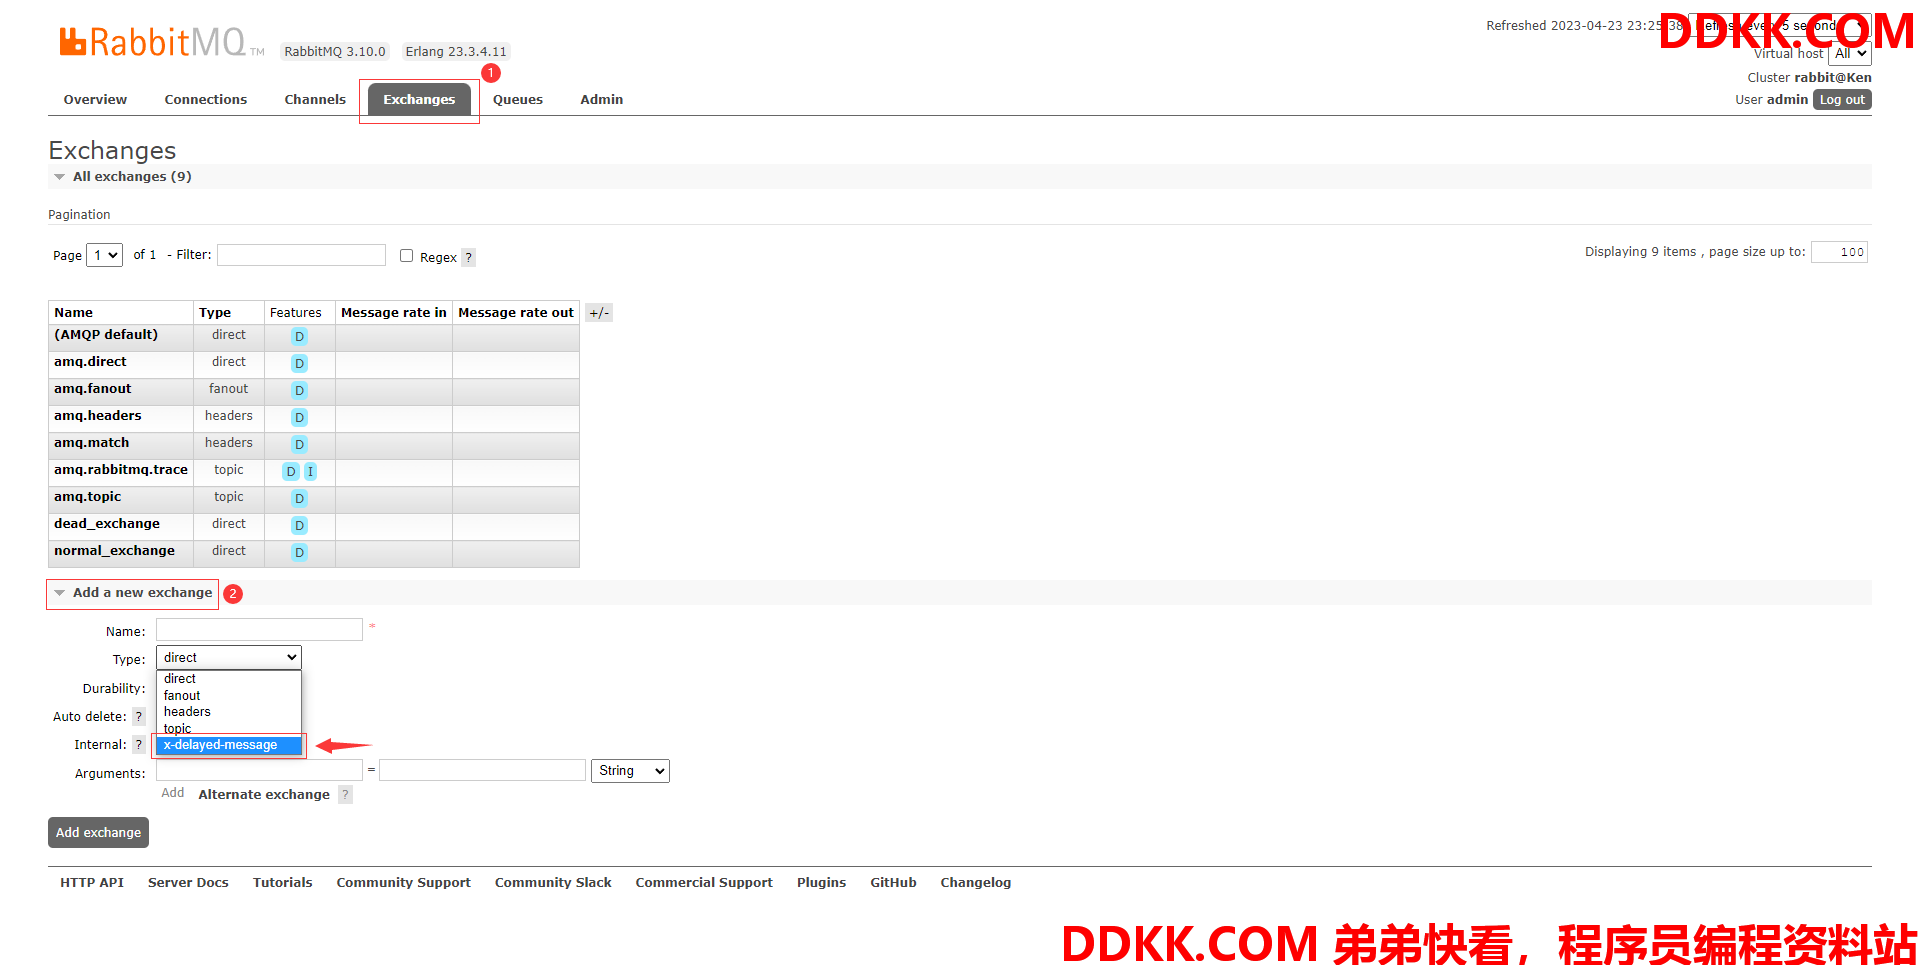 RabbitMQ TM RabbitMQ 3.10.0 Erlang 23.3.4.11
Refreshed 2023-04-23 23:25:38 Refresh every 5 seconds
DDKK.COM
Virtual host All
Cluster rabbit@Ken
User admin Log out
1
Overview Connections Channels Exchanges Queues Admin
Exchanges
All exchanges (9)
Pagination
Page 1 of 1 - Filter: Regex ?
Displaying 9 items , page size up to: 100
Name Type Features Message rate in Message rate out +/-
(AMQP default) direct D
amq.direct direct D
amq.fanout fanout D
amq.headers headers D
amq.match headers D
amq.rabbitmq.trace topic D I
amq.topic topic D
dead_exchange direct D
normal_exchange direct D
Add a new exchange 2
Name: *
Type: direct
direct
Durability:
fanout
headers
Auto delete: ?
topic
Internal: ? x-delayed-message
Arguments: = String
Add Alternate exchange ?
Add exchange
HTTP API Server Docs Tutorials Community Support Community Slack Commercial Support Plugins GitHub Changelog
DDKK.COM 弟弟快看，程序员编程资料站